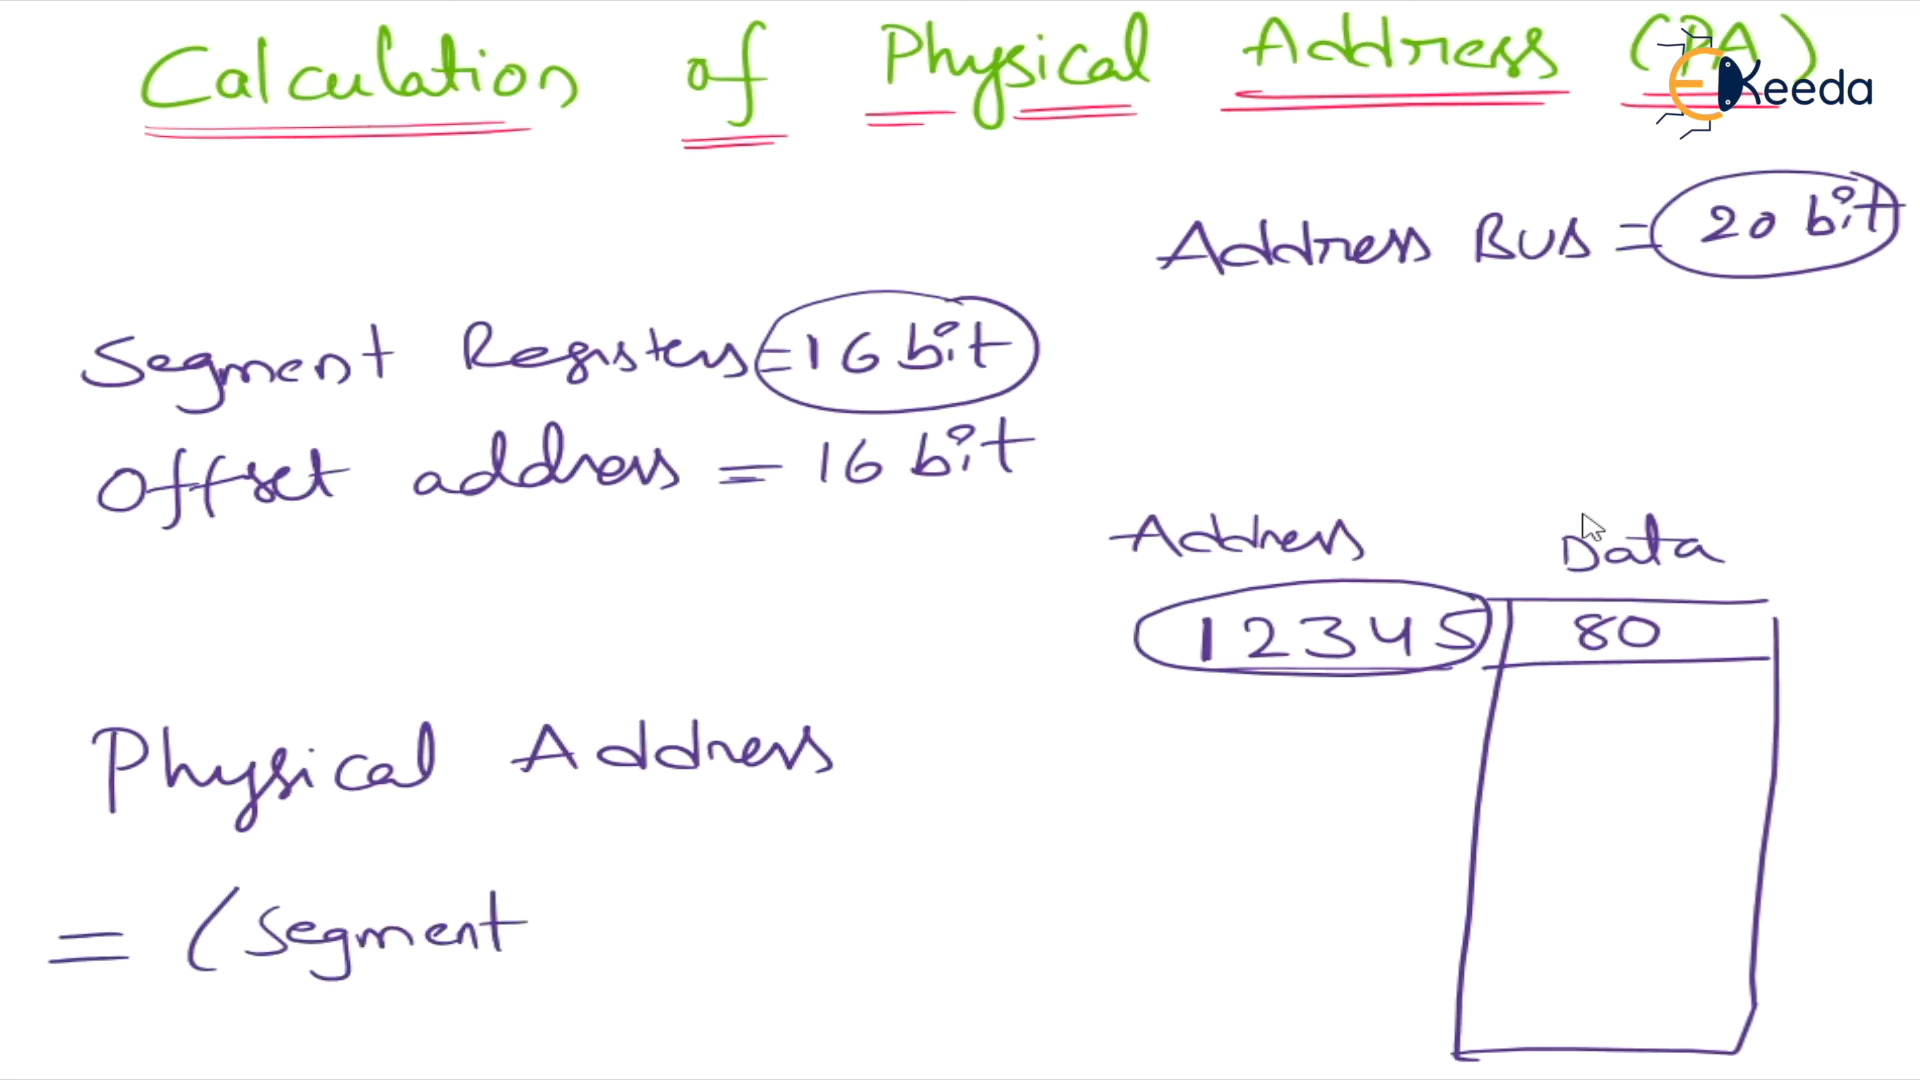 Calculation of Physical Address (PA)
EKeeda
Address Bus = 20 bit
Segment Registers = 16 bit
Offset address = 16 bit
Address Data
12345 80
Physical Address
= (Segment